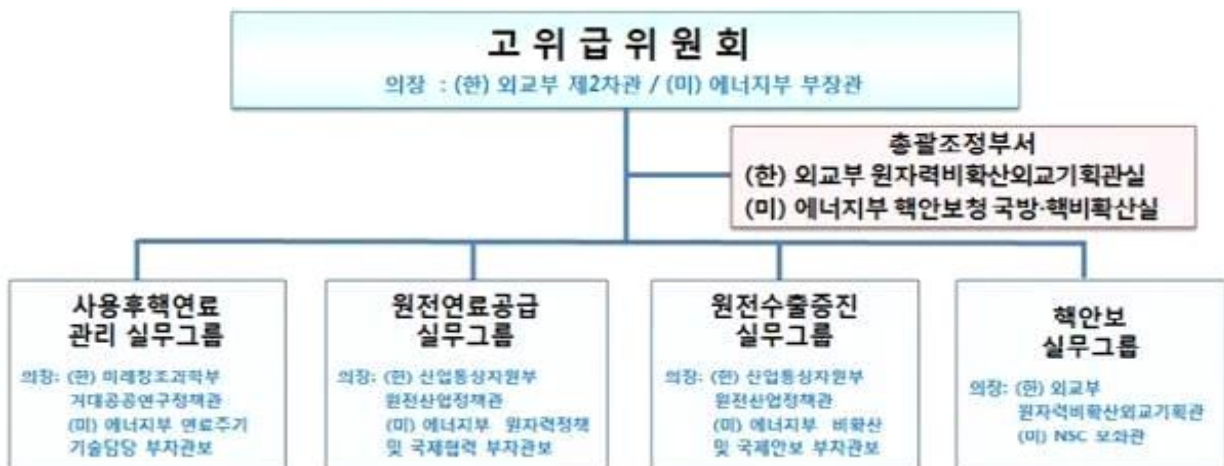 고 위 급 위 원 회
의장 : (한) 외교부 제2차관 / (미) 에너지부 부장관
총괄조정부서
(한) 외교부 원자력비확산외교기획관실
(미) 에너지부 핵안보청 국방·핵비확산실
사용후핵연료
관리 실무그룹
의장: (한) 미래창조과학부
거대공공연구정책관
(미) 에너지부 연료주기
기술담당 부차관보
원전연료공급
실무그룹
의장: (한) 산업통상자원부
원전산업정책관
(미) 에너지부 원자력정책
및 국제협력 부차관보
원전수출증진
실무그룹
의장: (한) 산업통상자원부
원전산업정책관
(미) 에너지부 비확산
및 국제안보 부차관보
핵안보
실무그룹
의장: (한) 외교부
원자력비확산외교기획관
(미) NSC 보좌관